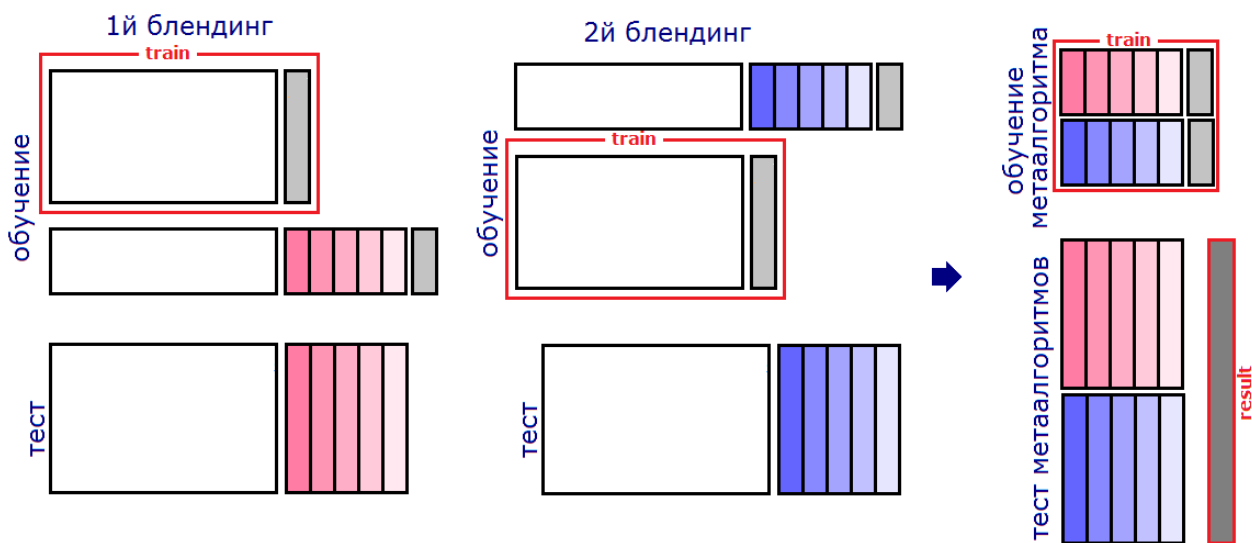 1й блендинг
train
обучение
тест
2й блендинг
train
обучение
тест
train
обучение
метаалгоритма
тест метаалгоритмов
result